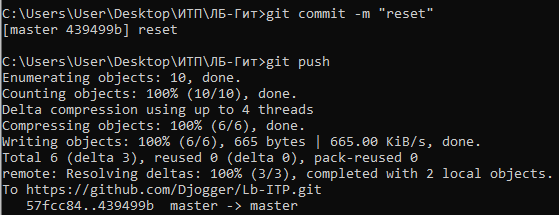 C:\Users\User\Desktop\ИТП\ЛБ-Гит>git commit -m "reset"
[master 439499b] reset
C:\Users\User\Desktop\ИТП\ЛБ-Гит>git push
Enumerating objects: 10, done.
Counting objects: 100% (10/10), done.
Delta compression using up to 4 threads
Compressing objects: 100% (6/6), done.
Writing objects: 100% (6/6), 665 bytes | 665.00 KiB/s, done.
Total 6 (delta 3), reused 0 (delta 0), pack-reused 0
remote: Resolving deltas: 100% (3/3), completed with 2 local objects.
To https://github.com/Djogger/Lb-ITP.git
   57fcc84..439499b  master -> master